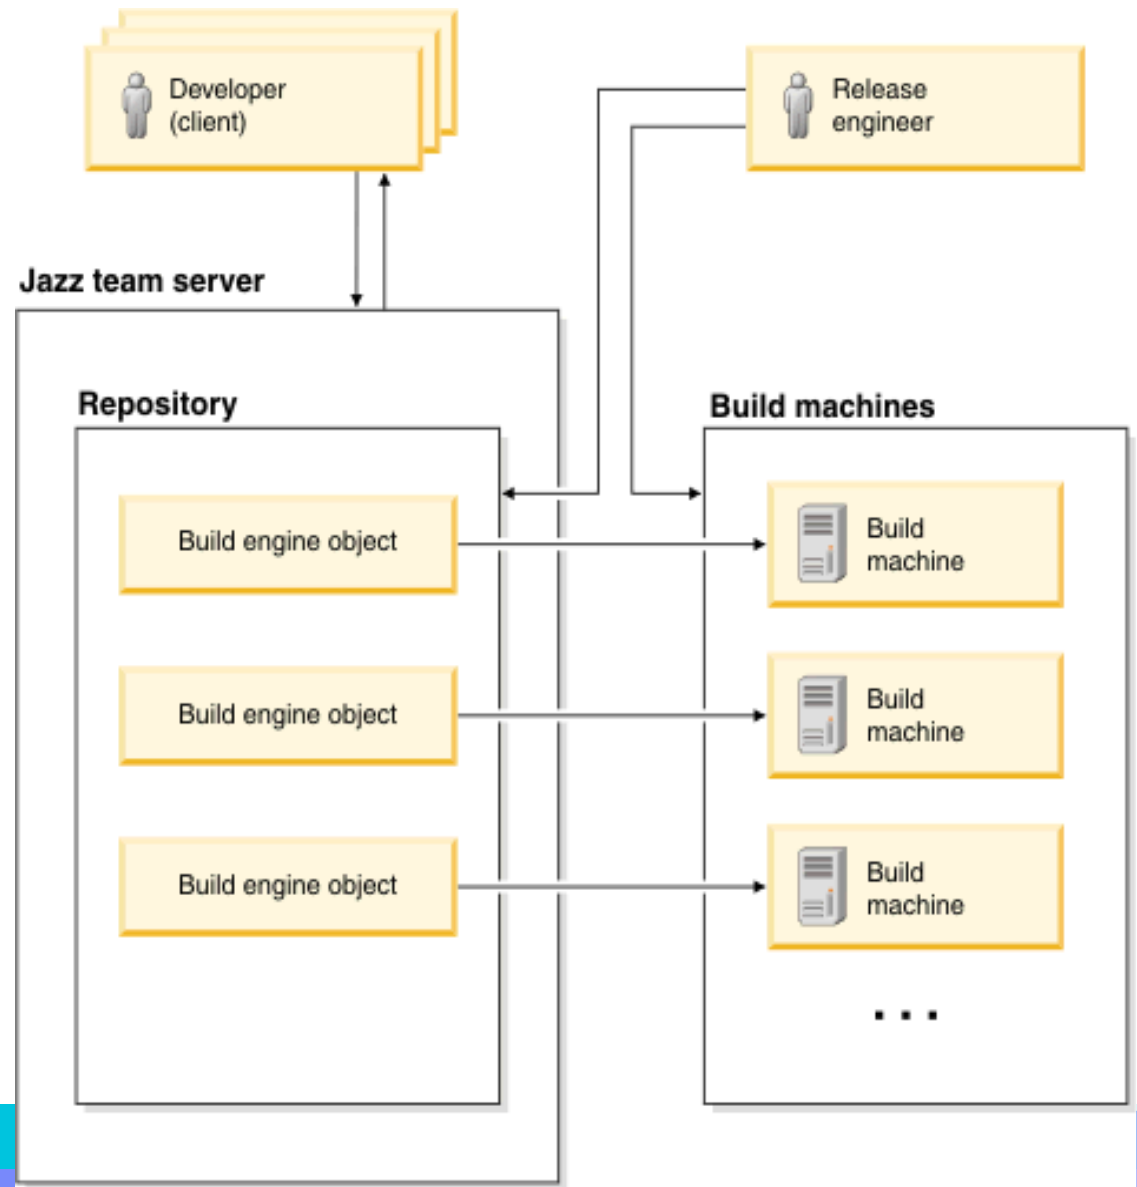 Developer
(client)
Release
engineer
Jazz team server
Repository
Build machines
Build engine object
Build
machine
Build engine object
Build
machine
Build engine object
Build
machine
...